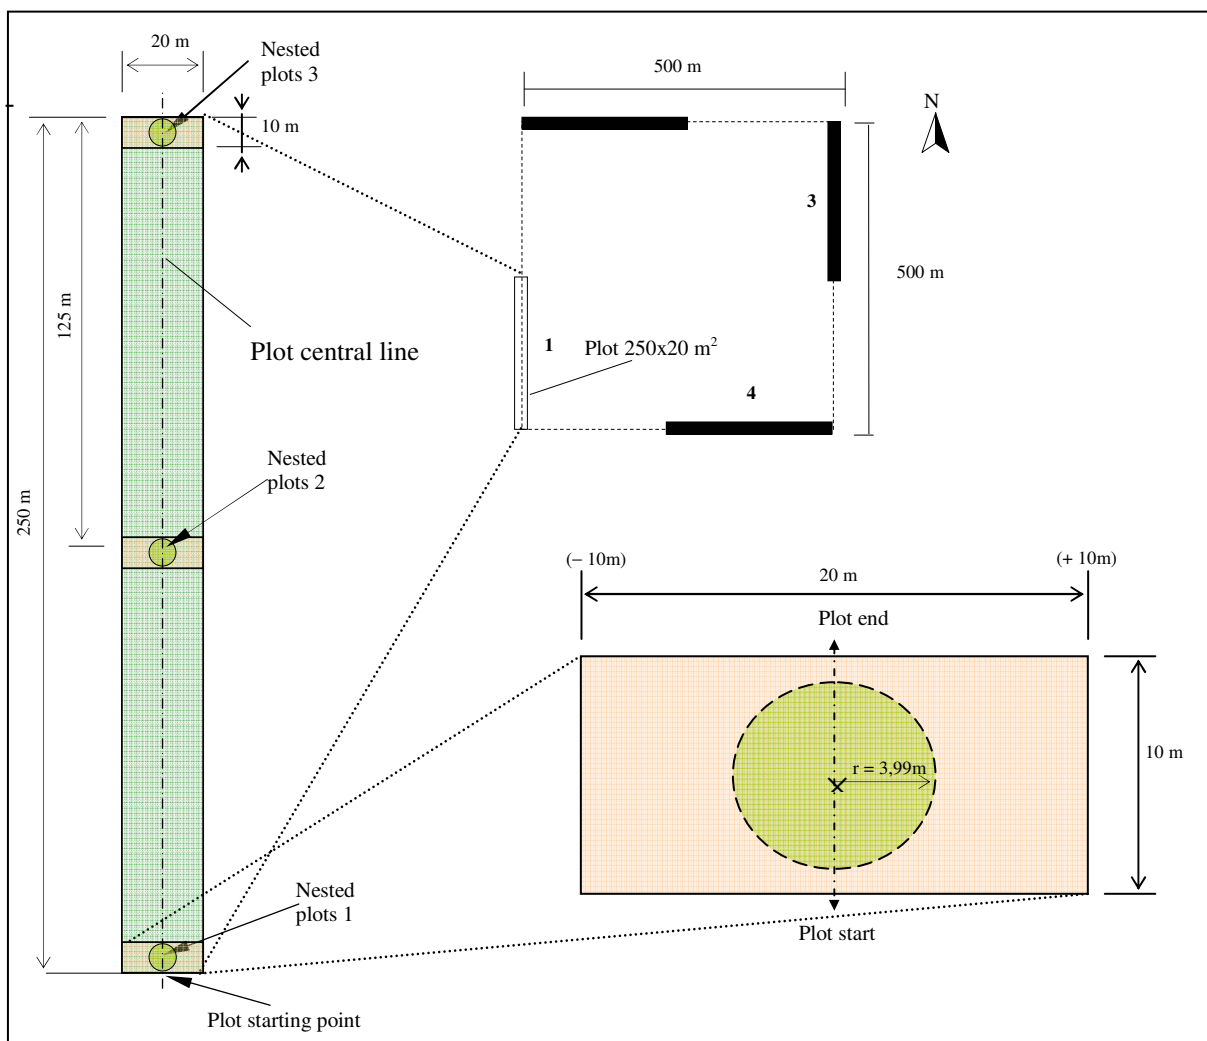 20 m
Nested
plots 3
10 m
500 m
N
3
500 m
125 m
Plot central line
1
Plot 250x20 m²
4
Nested
plots 2
250 m
(– 10m)
(+ 10m)
20 m
Plot end
10 m
r = 3,99m
Nested
plots 1
Plot start
Plot starting point